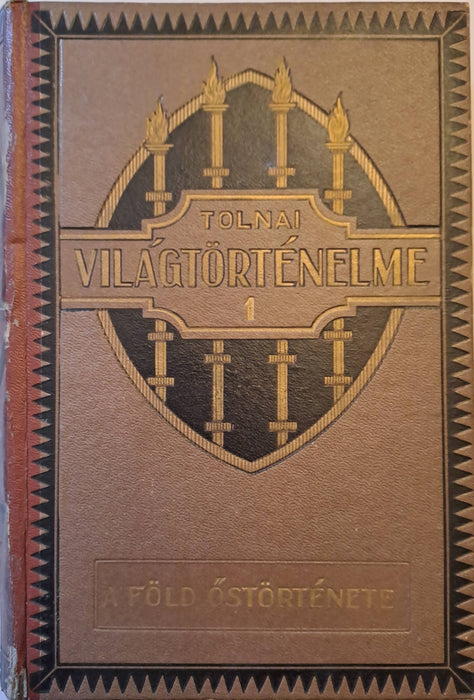 TOLNAI
VILÁGTÖRTÉNELME
1
A FÖLD ŐSTÖRTÉNETE